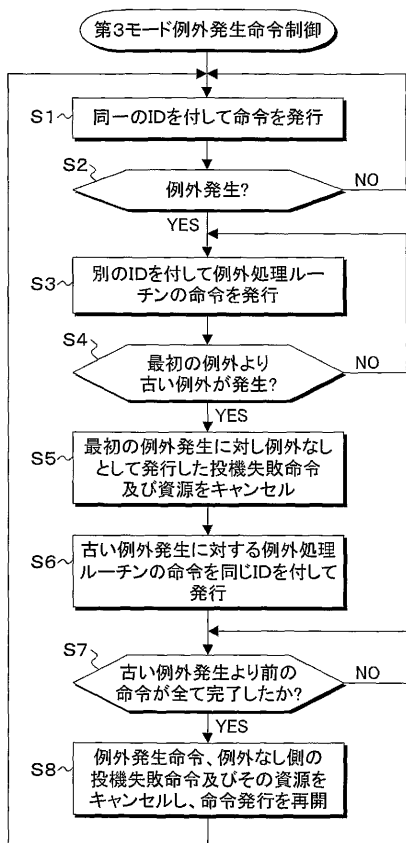 第3モード例外発生命令制御
S1
同一のIDを付して命令を発行
S2
例外発生?
NO
YES
S3
別のIDを付して例外処理ルー
チンの命令を発行
S4
最初の例外より
古い例外が発生?
NO
YES
S5
最初の例外発生に対し例外なし
として発行した投機失敗命令
及び資源をキャンセル
S6
古い例外発生に対する例外処理
ルーチンの命令を同じIDを付して
発行
S7
古い例外発生より前の
命令が全て完了したか?
NO
YES
S8
例外発生命令、例外なし側の
投機失敗命令及びその資源を
キャンセルし、命令発行を再開